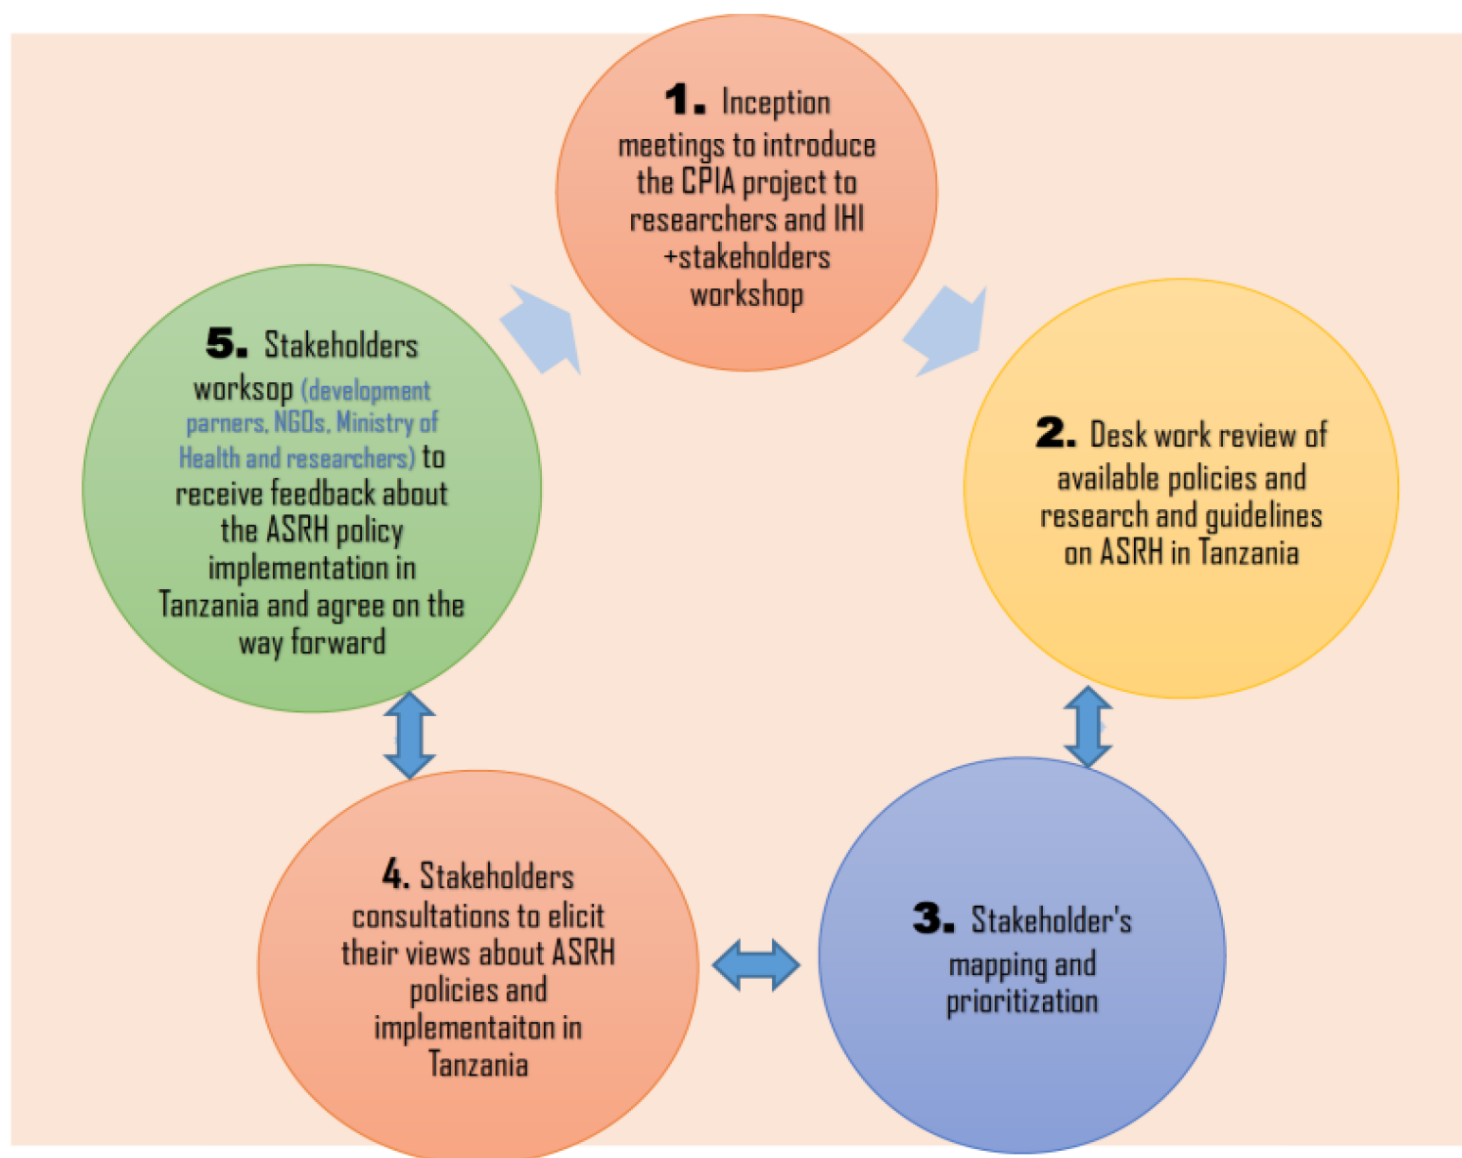 1. Inception
meetings to introduce
the CPIA project to
researchers and IHI
+stakeholders
workshop
2. Desk work review of
available policies and
research and guidelines
on ASRH in Tanzania
3. Stakeholder's
mapping and
prioritization
4. Stakeholders
consultations to elicit
their views about ASRH
policies and
implementaiton in
Tanzania
5. Stakeholders
worksop (development
parners, NGOs, Ministry of
Health and researchers) to
receive feedback about
the ASRH policy
implementation in
Tanzania and agree on the
way forward